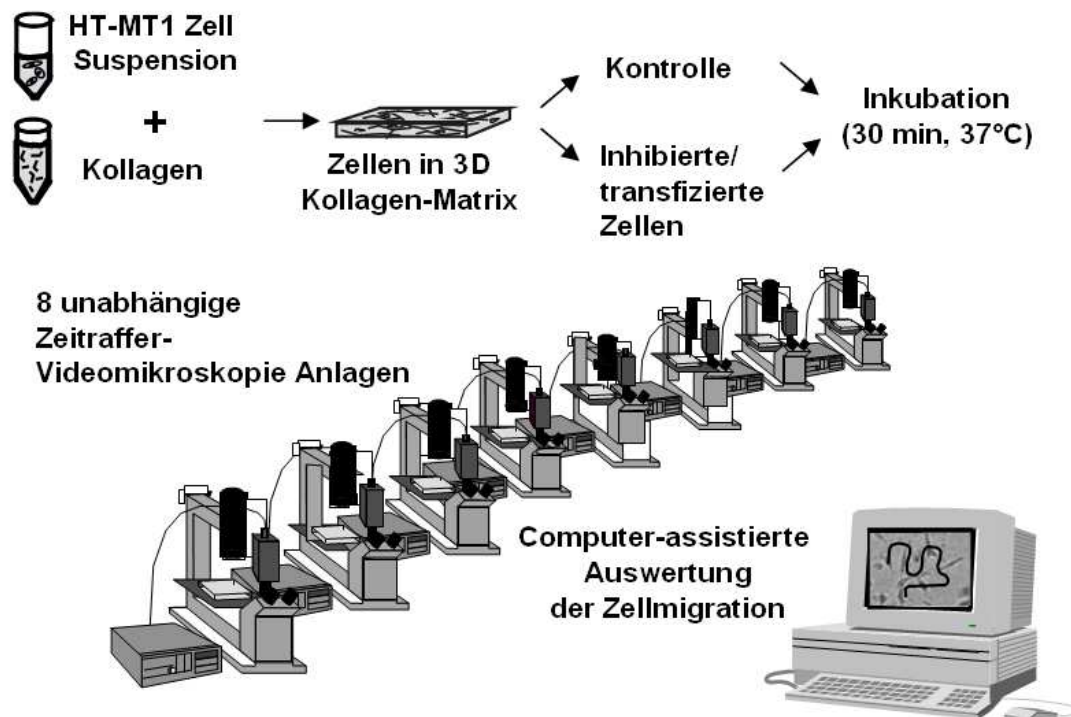 HT-MT1 Zell
Suspension
+
Kollagen
Zellen in 3D
Kollagen-Matrix
Kontrolle
Inhibierte/
transfizierte
Zellen
Inkubation
(30 min, 37°C)
8 unabhängige
Zeitraffer-
Videomikroskopie Anlagen
Computer-assistierte
Auswertung
der Zellmigration